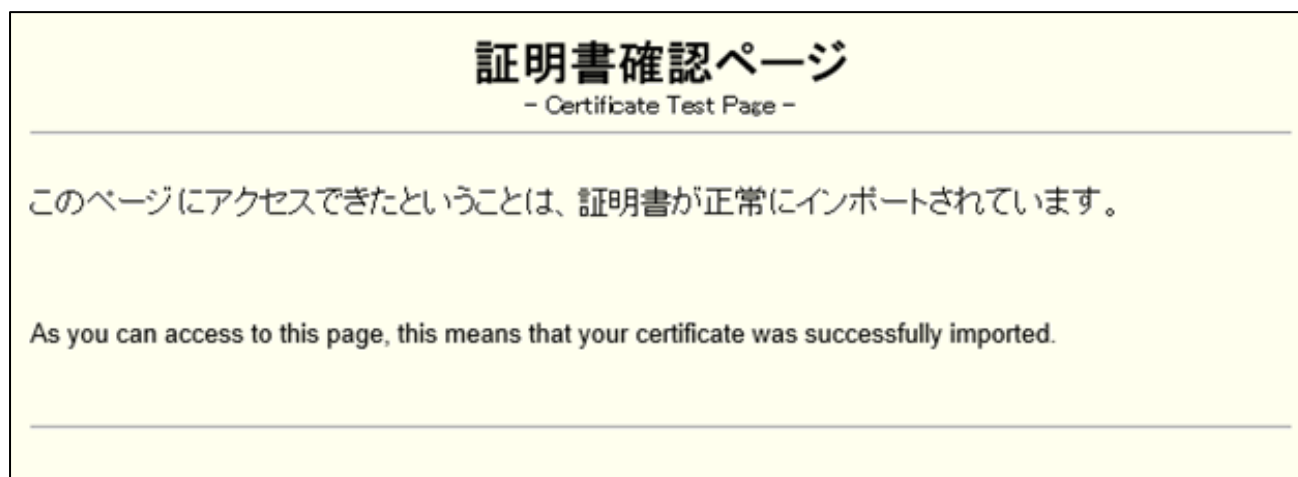 証明書確認ページ
- Certificate Test Page -
このページにアクセスできたということは、証明書が正常にインポートされています。
As you can access to this page, this means that your certificate was successfully imported.